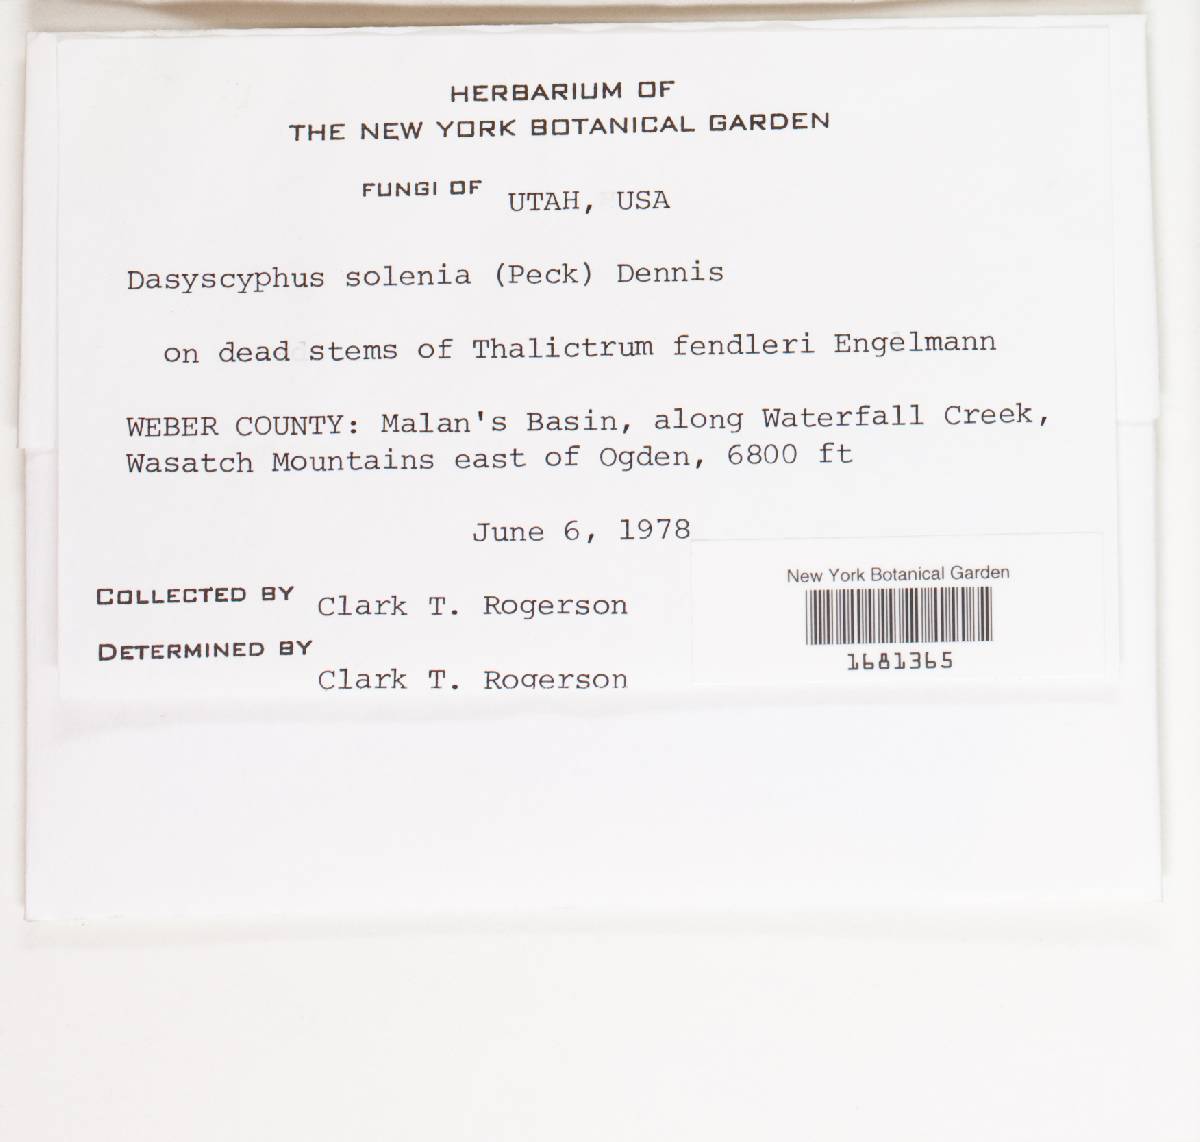 HERBARIUM OF
THE NEW YORK BOTANICAL GARDEN
FUNGI OF UTAH, USA
Dasyscyphus solenia (Peck) Dennis
on dead stems of Thalictrum fendleri Engelmann
WEBER COUNTY: Malan's Basin, along Waterfall Creek,
Wasatch Mountains east of Ogden, 6800 ft
June 6, 1978
COLLECTED BY Clark T. Rogerson
DETERMINED BY Clark T. Rogerson
New York Botanical Garden
1681365